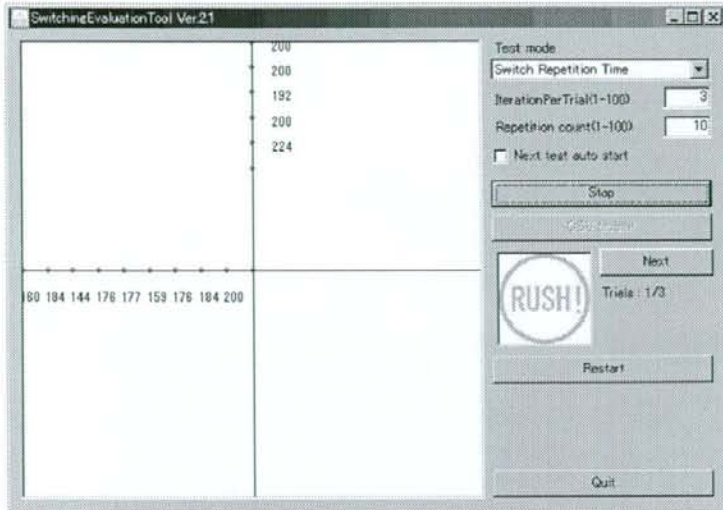 SwitchingEvaluationTool Ver.2.1
200
200
192
200
224
160 184 144 176 177 159 176 184 200
Test mode
Switch Repetition Time
IterationPerTrial(1-100) 3
Repetition count(1-100) 10
Next test auto start
Stop
RUSH!
Next
Trials : 1/3
Restart
Quit